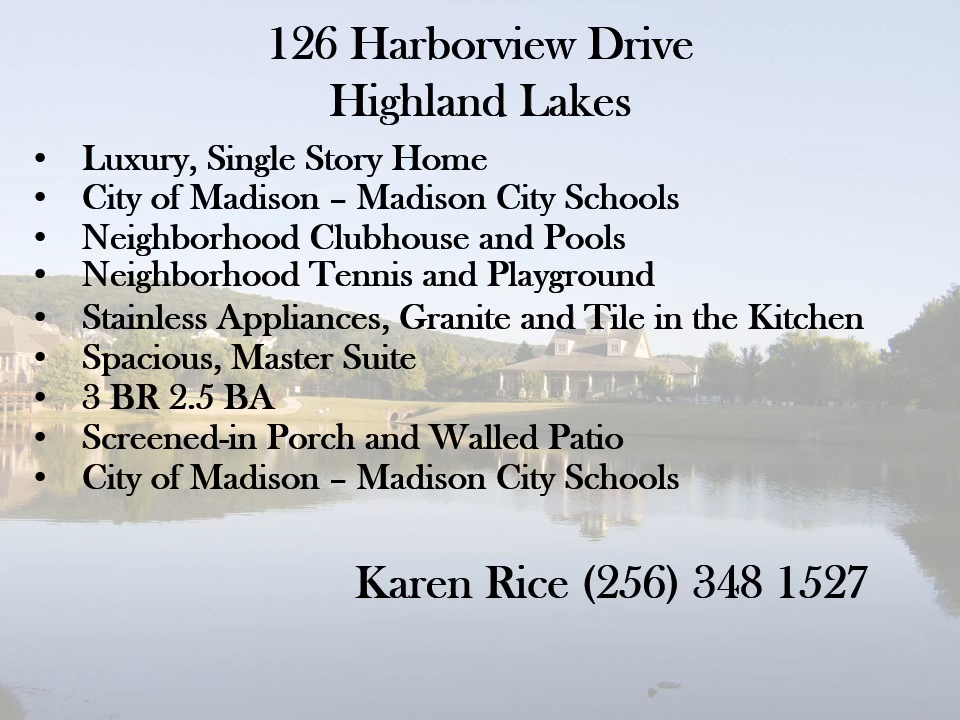 126 Harborview Drive
Highland Lakes
• Luxury, Single Story Home
• City of Madison – Madison City Schools
• Neighborhood Clubhouse and Pools
• Neighborhood Tennis and Playground
• Stainless Appliances, Granite and Tile in the Kitchen
• Spacious, Master Suite
• 3 BR 2.5 BA
• Screened-in Porch and Walled Patio
• City of Madison – Madison City Schools
Karen Rice (256) 348 1527